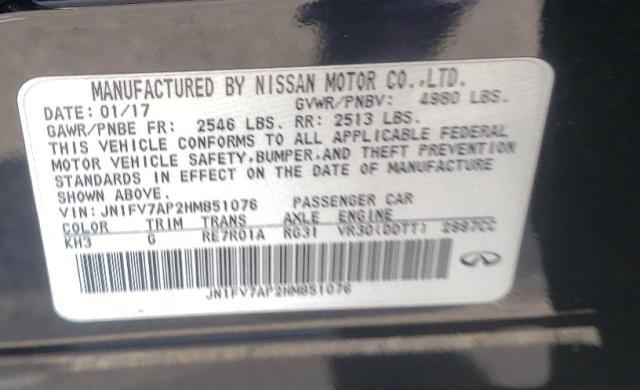 MANUFACTURED BY NISSAN MOTOR CO.,LTD.
DATE: 01/17 GVWR/PNBV: 4980 LBS.
GAWR/PNBE FR: 2546 LBS. RR: 2513 LBS.
THIS VEHICLE CONFORMS TO ALL APPLICABLE FEDERAL
MOTOR VEHICLE SAFETY,BUMPER,AND THEFT PREVENTION
STANDARDS IN EFFECT ON THE DATE OF MANUFACTURE
SHOWN ABOVE.
VIN: JN1FV7AP2HM851076 PASSENGER CAR
COLOR TRIM TRANS AXLE ENGINE
KH3 G RE7R01A RG31 VR30(DDTT) 2997CC
JN1FV7AP2HM851076